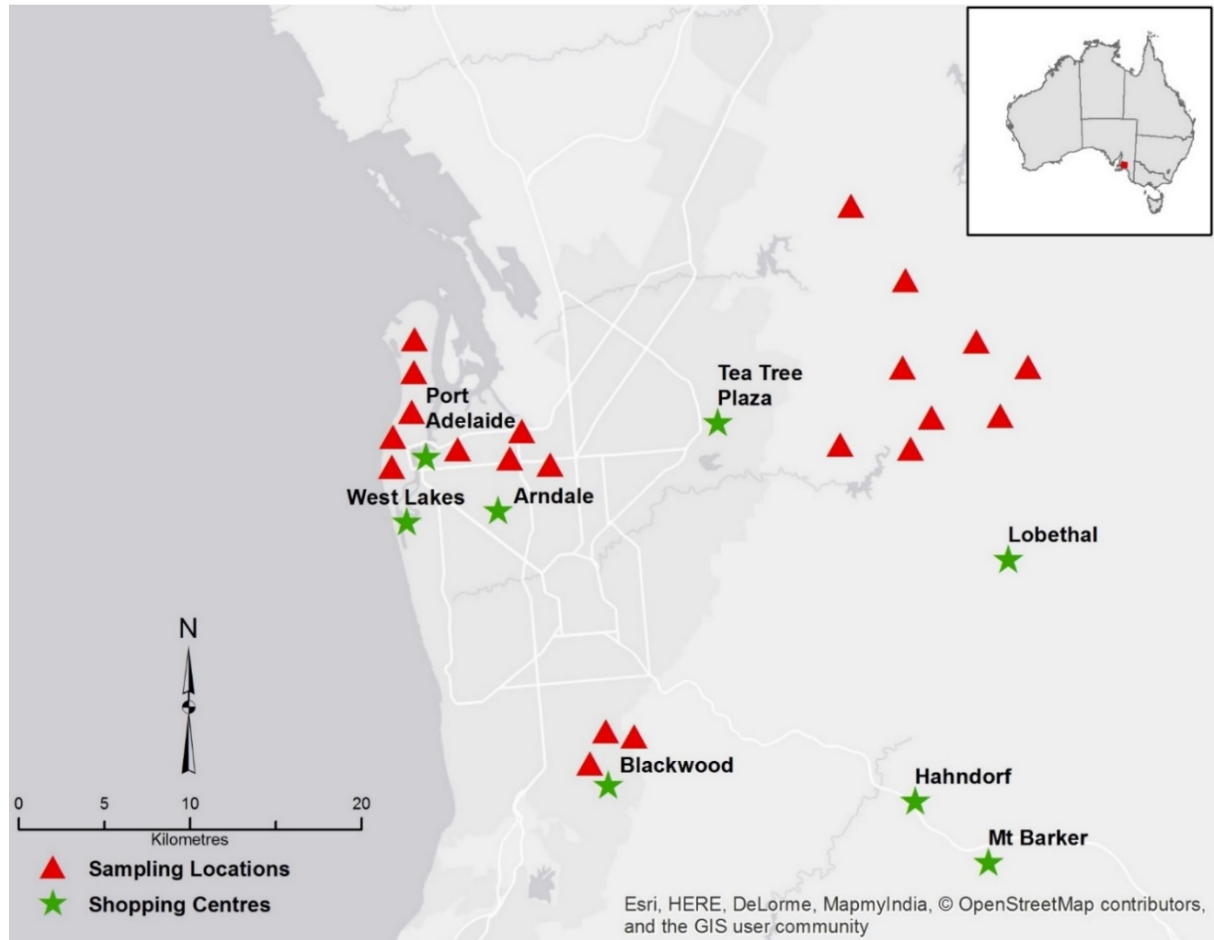 Tea Tree
Plaza
Port
Adelaide
West Lakes
Arndale
Lobethal
N
Blackwood
Hahndorf
Mt Barker
0 5 10 20
Kilometres
Sampling Locations
Shopping Centres
Esri, HERE, DeLorme, MapmyIndia, © OpenStreetMap contributors,
and the GIS user community